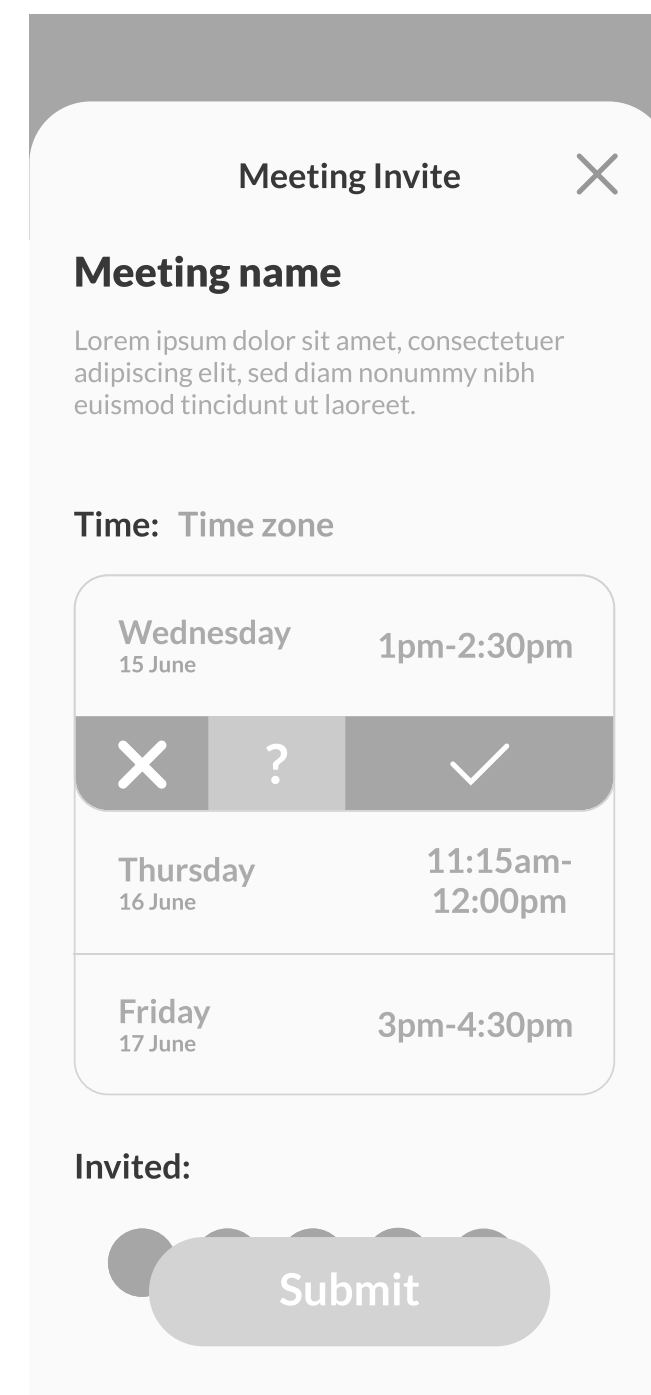 Meeting Invite
Meeting name
Lorem ipsum dolor sit amet, consectetuer
adipiscing elit, sed diam nonummy nibh
euismod tincidunt ut laoreet.
Time: Time zone
Wednesday
15 June
1pm-2:30pm
?
Thursday
16 June
11:15am-
12:00pm
Friday
17 June
3pm-4:30pm
Invited:
Submit